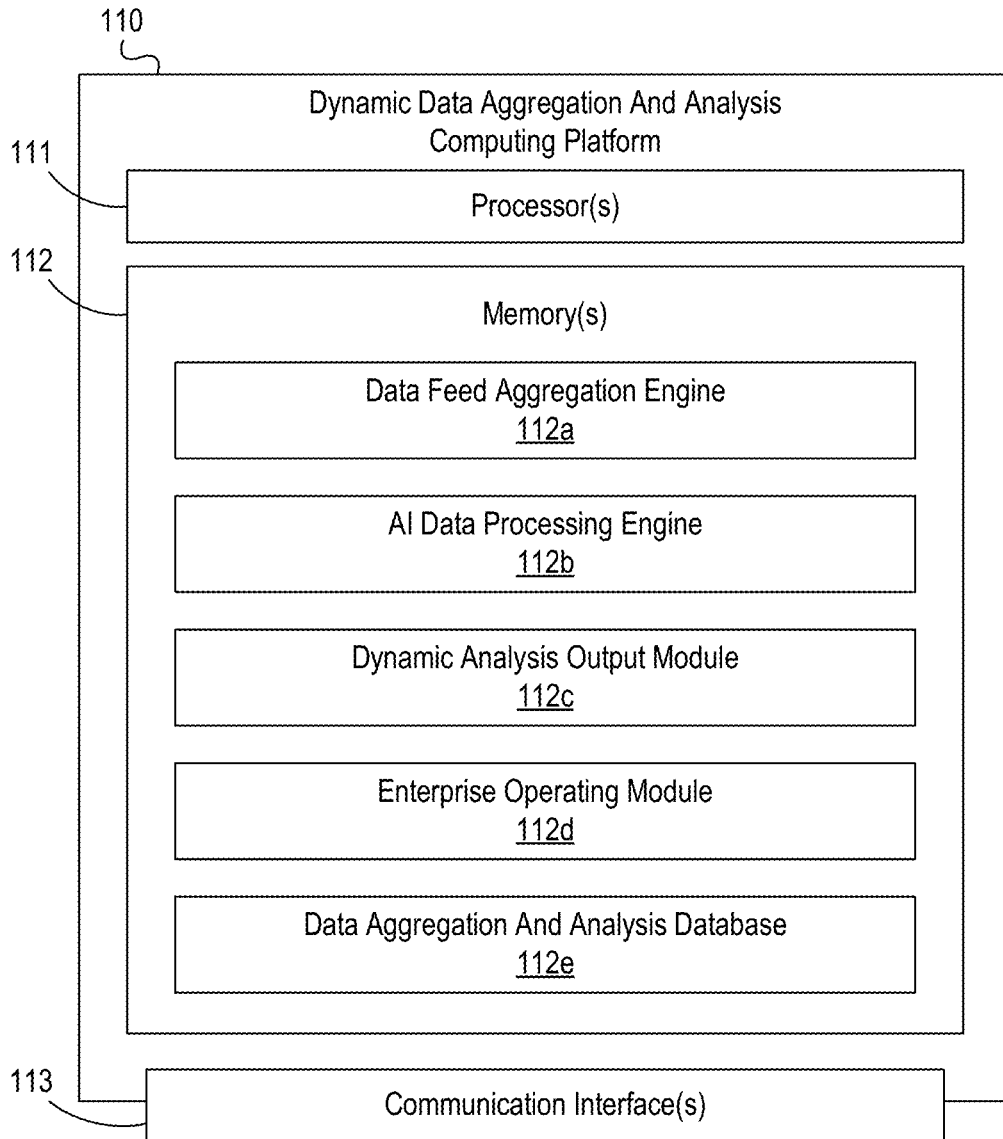 110
Dynamic Data Aggregation And Analysis
Computing Platform
111
Processor(s)
112
Memory(s)
Data Feed Aggregation Engine
112a
AI Data Processing Engine
112b
Dynamic Analysis Output Module
112c
Enterprise Operating Module
112d
Data Aggregation And Analysis Database
112e
113
Communication Interface(s)